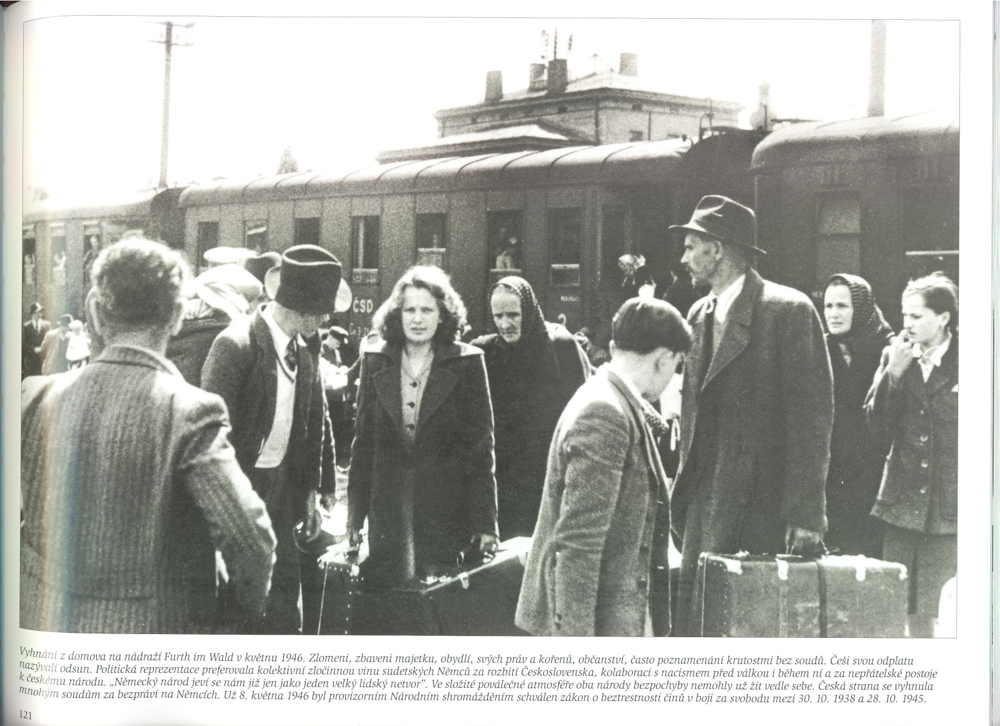 ČSD
Vyhnáni z domova na nádraží Furth im Wald v květnu 1946. Zlomeni, zbaveni majetku, obydlí, svých práv a kořenů, občanství, často poznamenáni krutostmi bez soudů. Češi svou odplatu
nazývali odsun. Politická reprezentace preferovala kolektivní zločinnou vinu sudetských Němců za rozbití Československa, kolaboraci s nacismem před válkou i během ní a za nepřátelské postoje
k českému národu. „Německý národ jeví se nám již jen jako jeden velký lidský netvor“. Ve složité poválečné atmosféře oba národy bezpochyby nemohly už žít vedle sebe. Česká strana se vyhnula
mnohým soudům za bezpráví na Němcích. Už 8. května 1946 byl provizorním Národním shromážděním schválen zákon o beztrestnosti činů v boji za svobodu mezi 30. 10. 1938 a 28. 10. 1945.
121